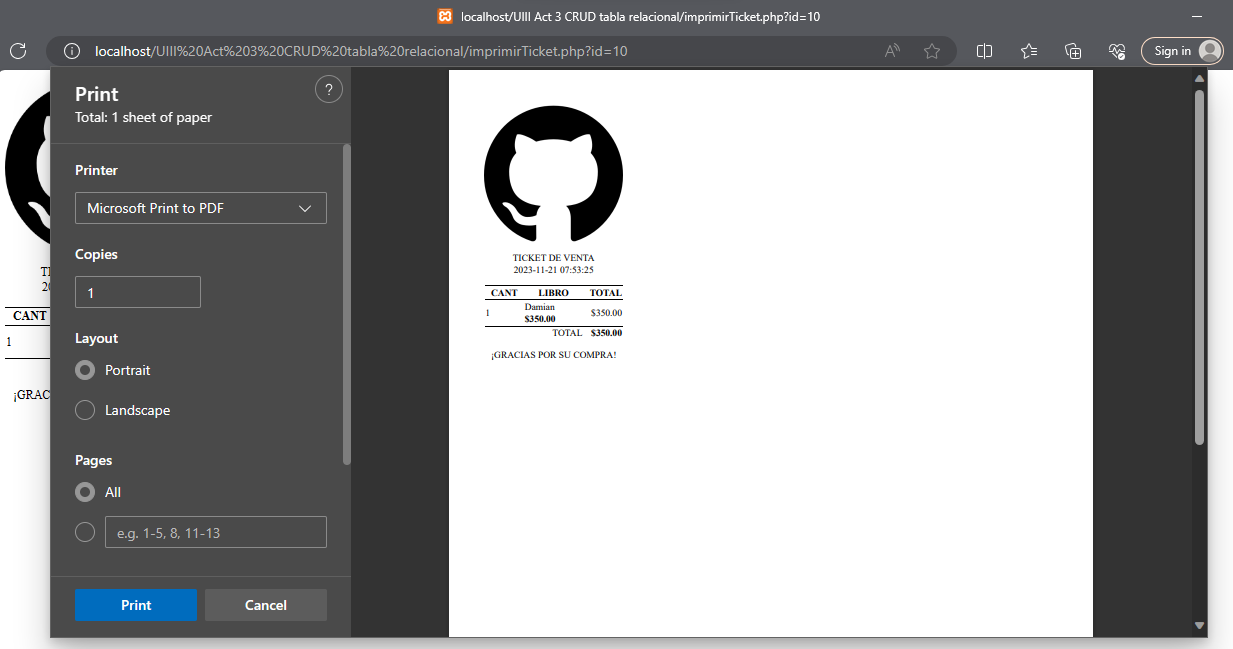 localhost/UIII Act 3 CRUD tabla relacional/imprimirTicket.php?id=10
localhost/UIII%20Act%203%20CRUD%20tabla%20relacional/imprimirTicket.php?id=10
Sign in
Print
?
Total: 1 sheet of paper
Printer
Microsoft Print to PDF
Copies
1
Layout
Portrait
Landscape
Pages
All
e.g. 1-5, 8, 11-13
Print Cancel
TICKET DE VENTA
2023-11-21 07:53:25
CANT LIBRO TOTAL
1 Damian $350.00
$350.00
TOTAL $350.00
¡GRACIAS POR SU COMPRA!
CANT
1